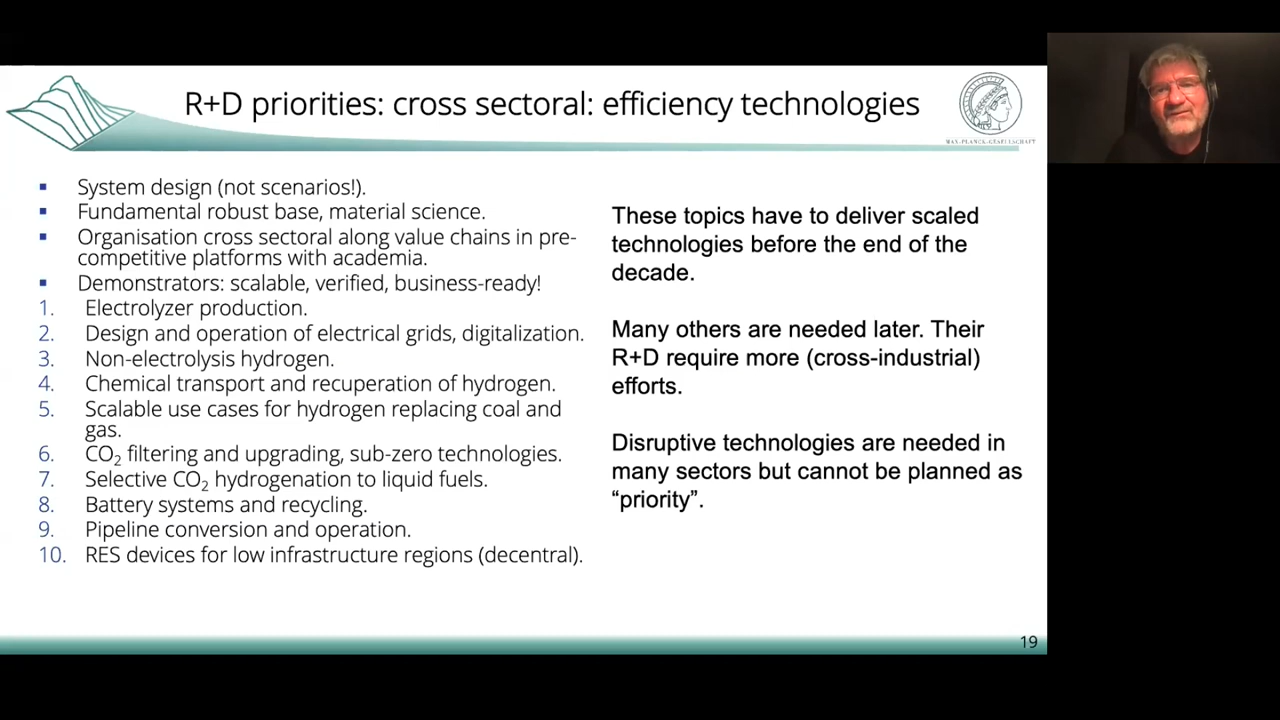 R+D priorities: cross sectoral: efficiency technologies
MAX-PLANCK-GESELLSCHAFT
▪ System design (not scenarios!).
▪ Fundamental robust base, material science.
▪ Organisation cross sectoral along value chains in pre-
competitive platforms with academia.
▪ Demonstrators: scalable, verified, business-ready!
1. Electrolyzer production.
2. Design and operation of electrical grids, digitalization.
3. Non-electrolysis hydrogen.
4. Chemical transport and recuperation of hydrogen.
5. Scalable use cases for hydrogen replacing coal and
gas.
6. CO₂ filtering and upgrading, sub-zero technologies.
7. Selective CO₂ hydrogenation to liquid fuels.
8. Battery systems and recycling.
9. Pipeline conversion and operation.
10. RES devices for low infrastructure regions (decentral).
These topics have to deliver scaled
technologies before the end of the
decade.
Many others are needed later. Their
R+D require more (cross-industrial)
efforts.
Disruptive technologies are needed in
many sectors but cannot be planned as
“priority”.
19